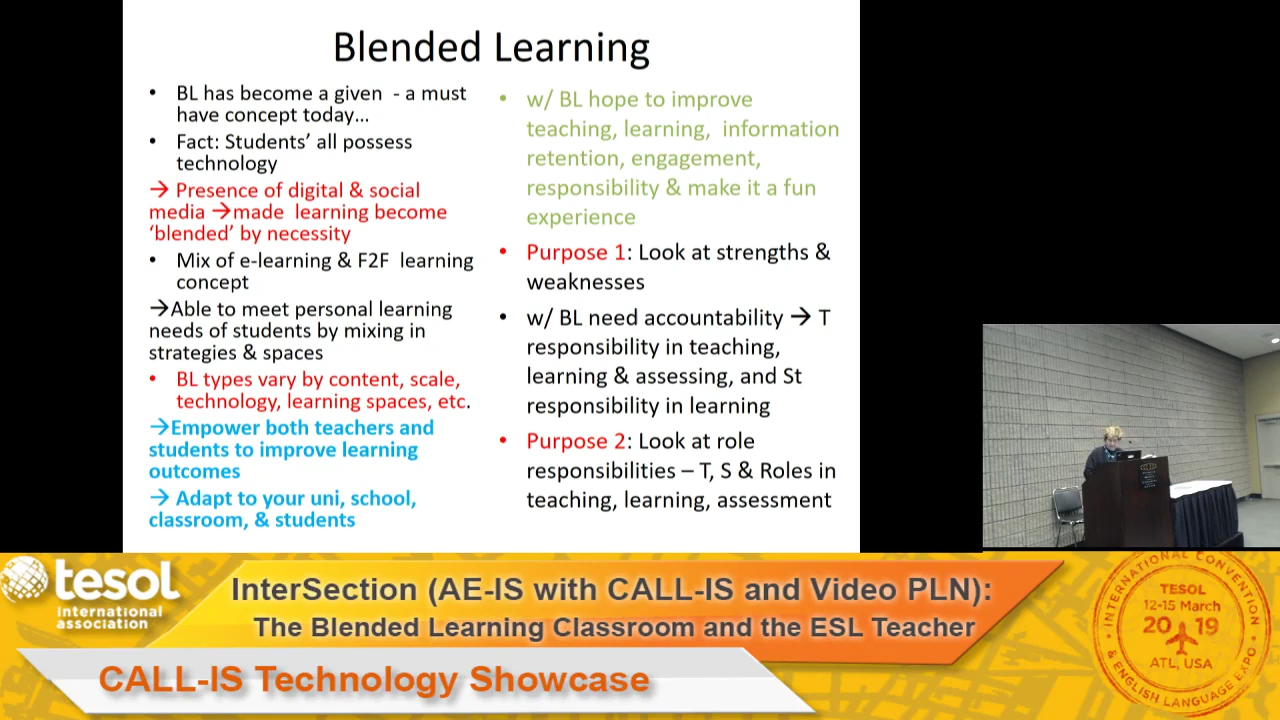 Blended Learning
• BL has become a given - a must
have concept today...
• Fact: Students' all possess
technology
→ Presence of digital & social
media →made learning become
'blended' by necessity
• Mix of e-learning & F2F learning
concept
→Able to meet personal learning
needs of students by mixing in
strategies & spaces
• BL types vary by content, scale,
technology, learning spaces, etc.
→Empower both teachers and
students to improve learning
outcomes
→ Adapt to your uni, school,
classroom, & students
• w/ BL hope to improve
teaching, learning, information
retention, engagement,
responsibility & make it a fun
experience
• Purpose 1: Look at strengths &
weaknesses
• w/ BL need accountability → T
responsibility in teaching,
learning & assessing, and St
responsibility in learning
• Purpose 2: Look at role
responsibilities – T, S & Roles in
teaching, learning, assessment
tesol
international
association
InterSection (AE-IS with CALL-IS and Video PLN):
The Blended Learning Classroom and the ESL Teacher
CALL-IS Technology Showcase
• INTERNATIONAL CONVENTION •
TESOL
12-15 March
20 19
ATL, USA
& ENGLISH LANGUAGE EXPO